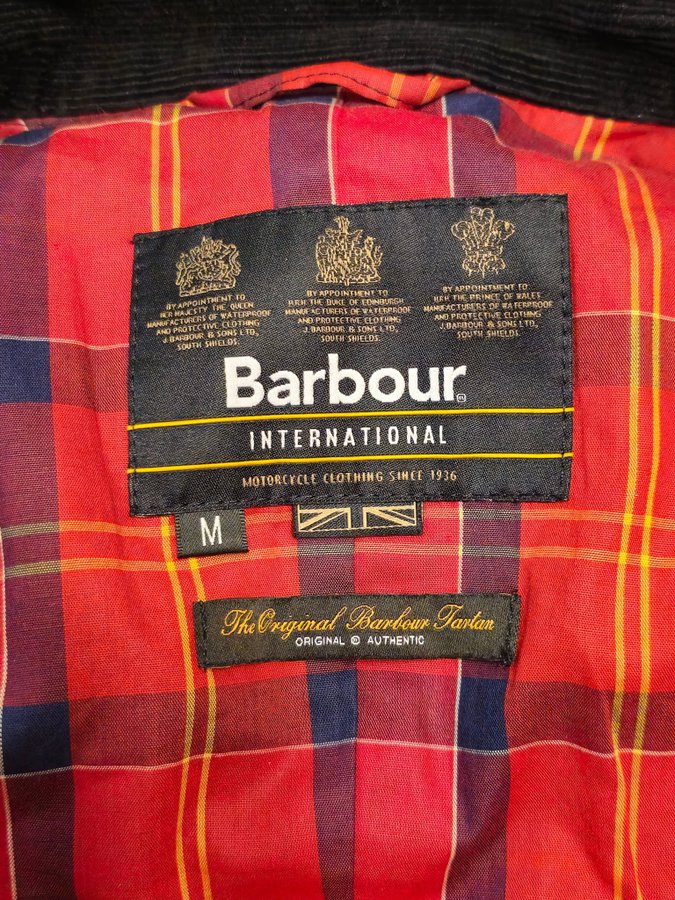 BY APPOINTMENT TO
HER MAJESTY THE QUEEN
MANUFACTURERS OF WATERPROOF
AND PROTECTIVE CLOTHING
J. BARBOUR & SONS LTD,
SOUTH SHIELDS.
BY APPOINTMENT TO
H.R.H. THE DUKE OF EDINBURGH
MANUFACTURERS OF WATERPROOF
AND PROTECTIVE CLOTHING
J. BARBOUR & SONS LTD,
SOUTH SHIELDS.
BY APPOINTMENT TO
H.R.H. THE PRINCE OF WALES
MANUFACTURERS OF WATERPROOF
AND PROTECTIVE CLOTHING
J. BARBOUR & SONS LTD,
SOUTH SHIELDS.
Barbour
INTERNATIONAL
MOTORCYCLE CLOTHING SINCE 1936
M
The Original Barbour Tartan
ORIGINAL © AUTHENTIC